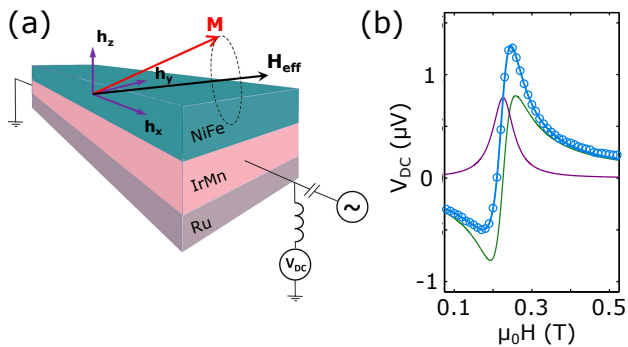 (a)
M
h_z
H_eff
h_y
h_x
NiFe
IrMn
Ru
~
V_DC
(b)
1
0
-1
V_DC (μV)
0.1 0.3 0.5
μ₀H (T)